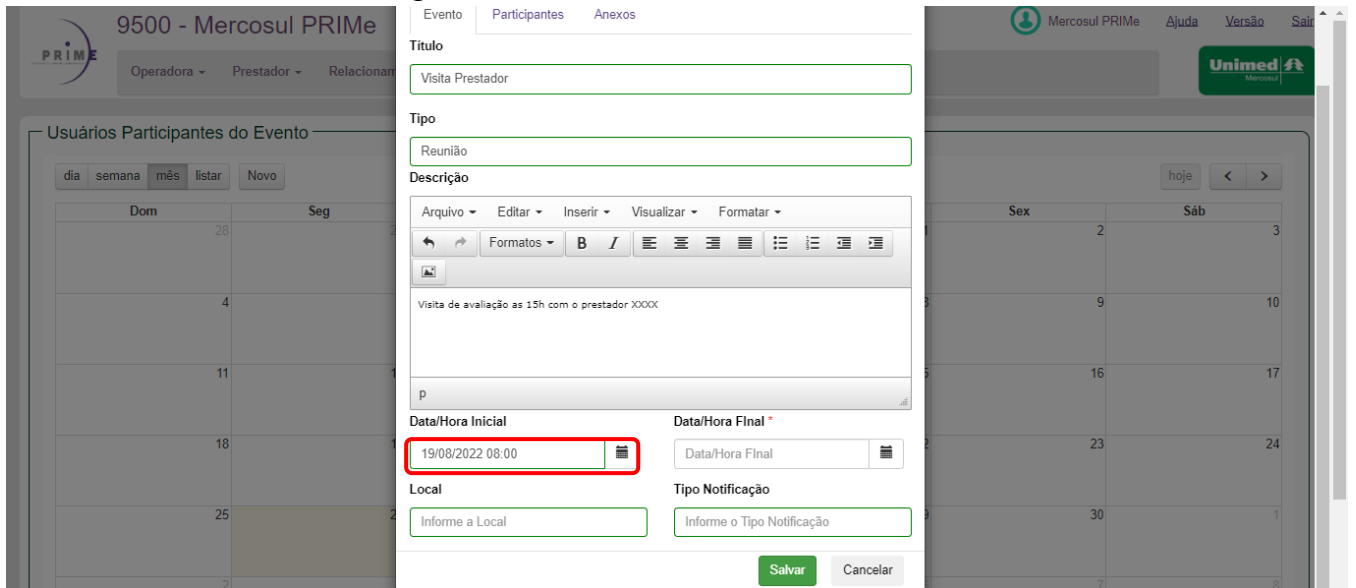 9500 - Mercosul PRIMe
PRIME
Operadora Prestador Relacionam
Mercosul PRIMe Ajuda Versão Sair
Unimed
Mercosul
Usuários Participantes do Evento
dia semana mês listar Novo
hoje < >
Dom Seg Sex Sáb
28 2 3
4 9 10
11 16 17
18 23 24
25 30 1
2 7 8
Evento Participantes Anexos
Título
Visita Prestador
Tipo
Reunião
Descrição
Arquivo Editar Inserir Visualizar Formatar
Formatos B I
Visita de avaliação as 15h com o prestador XXXX
p
Data/Hora Inicial Data/Hora FInal *
19/08/2022 08:00 Data/Hora FInal
Local Tipo Notificação
Informe a Local Informe o Tipo Notificação
Salvar Cancelar